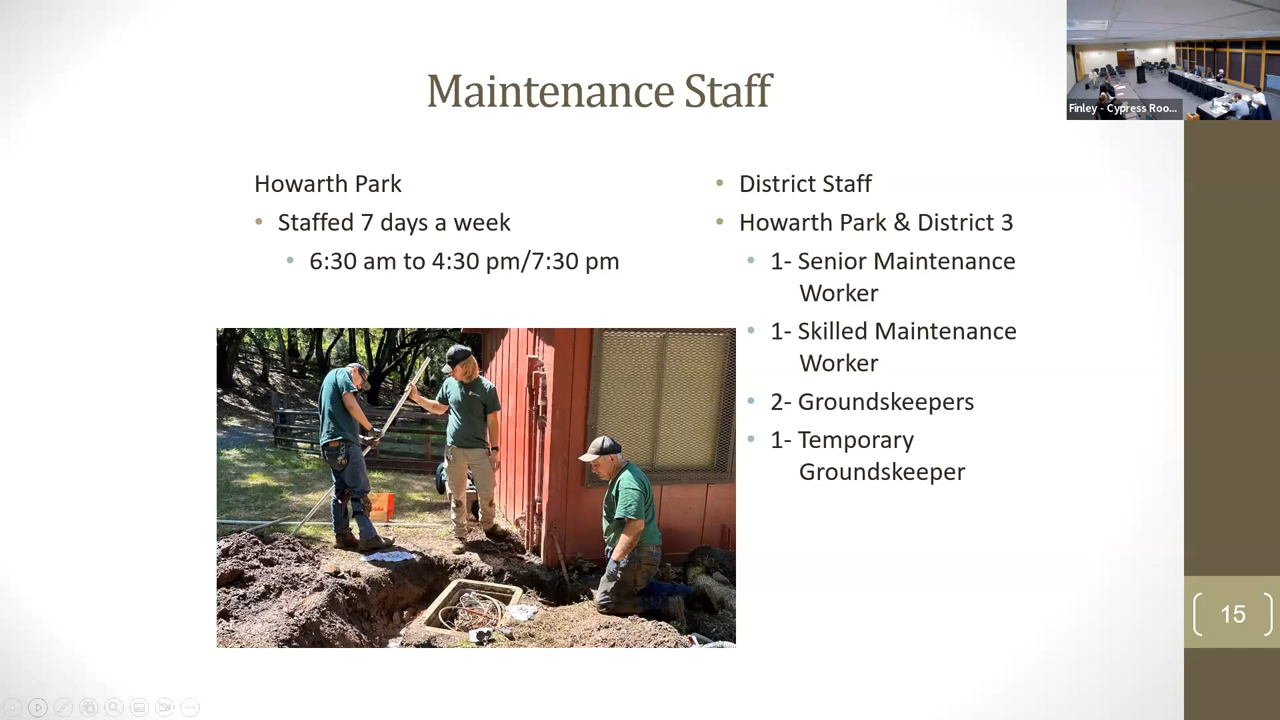 Maintenance Staff
Finley - Cypress Roo...
Howarth Park
Staffed 7 days a week
6:30 am to 4:30 pm/7:30 pm
District Staff
Howarth Park & District 3
1- Senior Maintenance
Worker
1- Skilled Maintenance
Worker
2- Groundskeepers
1- Temporary
Groundskeeper
15